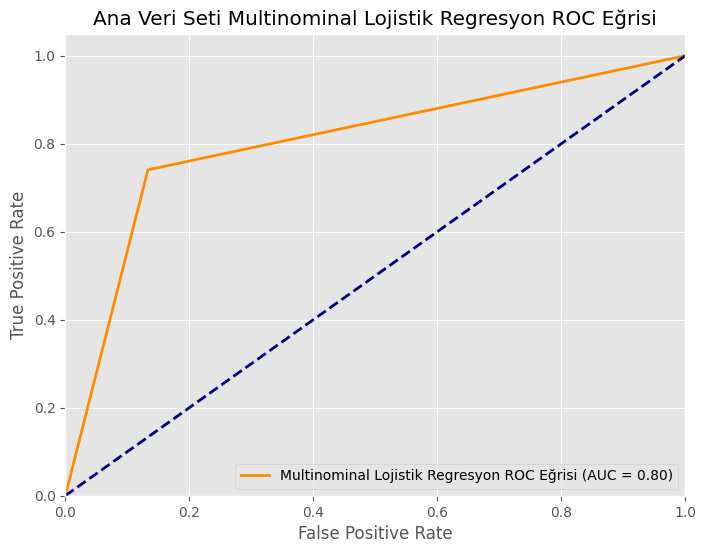 Ana Veri Seti Multinominal Lojistik Regresyon ROC Eğrisi
1.0
0.8
0.6
0.4
0.2
0.0
True Positive Rate
Multinominal Lojistik Regresyon ROC Eğrisi (AUC = 0.80)
0.0 0.2 0.4 0.6 0.8 1.0
False Positive Rate